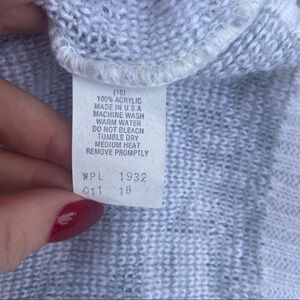 (18)
100% ACRYLIC
MADE IN U.S.A
MACHINE WASH
WARM WATER
DO NOT BLEACH
TUMBLE DRY
MEDIUM HEAT
REMOVE PROMPTLY
WPL 1932
011 18